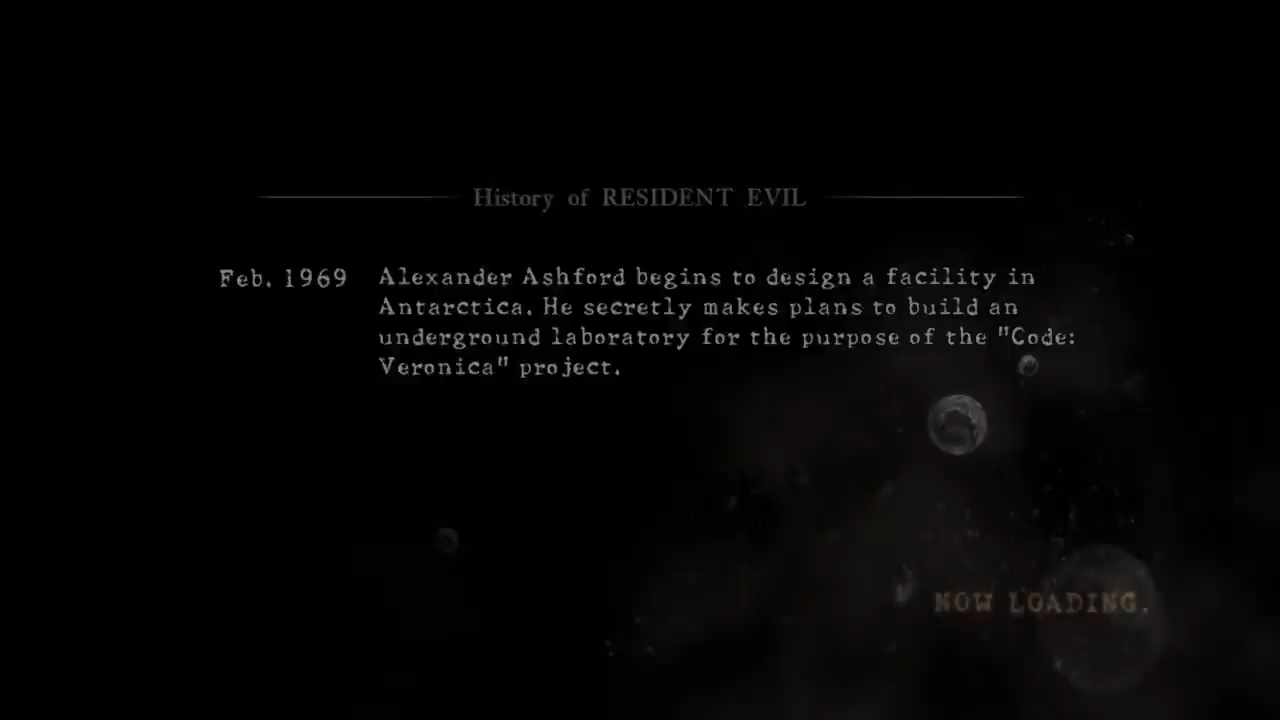 History of RESIDENT EVIL
Feb. 1969 Alexander Ashford begins to design a facility in
Antarctica. He secretly makes plans to build an
underground laboratory for the purpose of the "Code:
Veronica" project.
NOW LOADING.